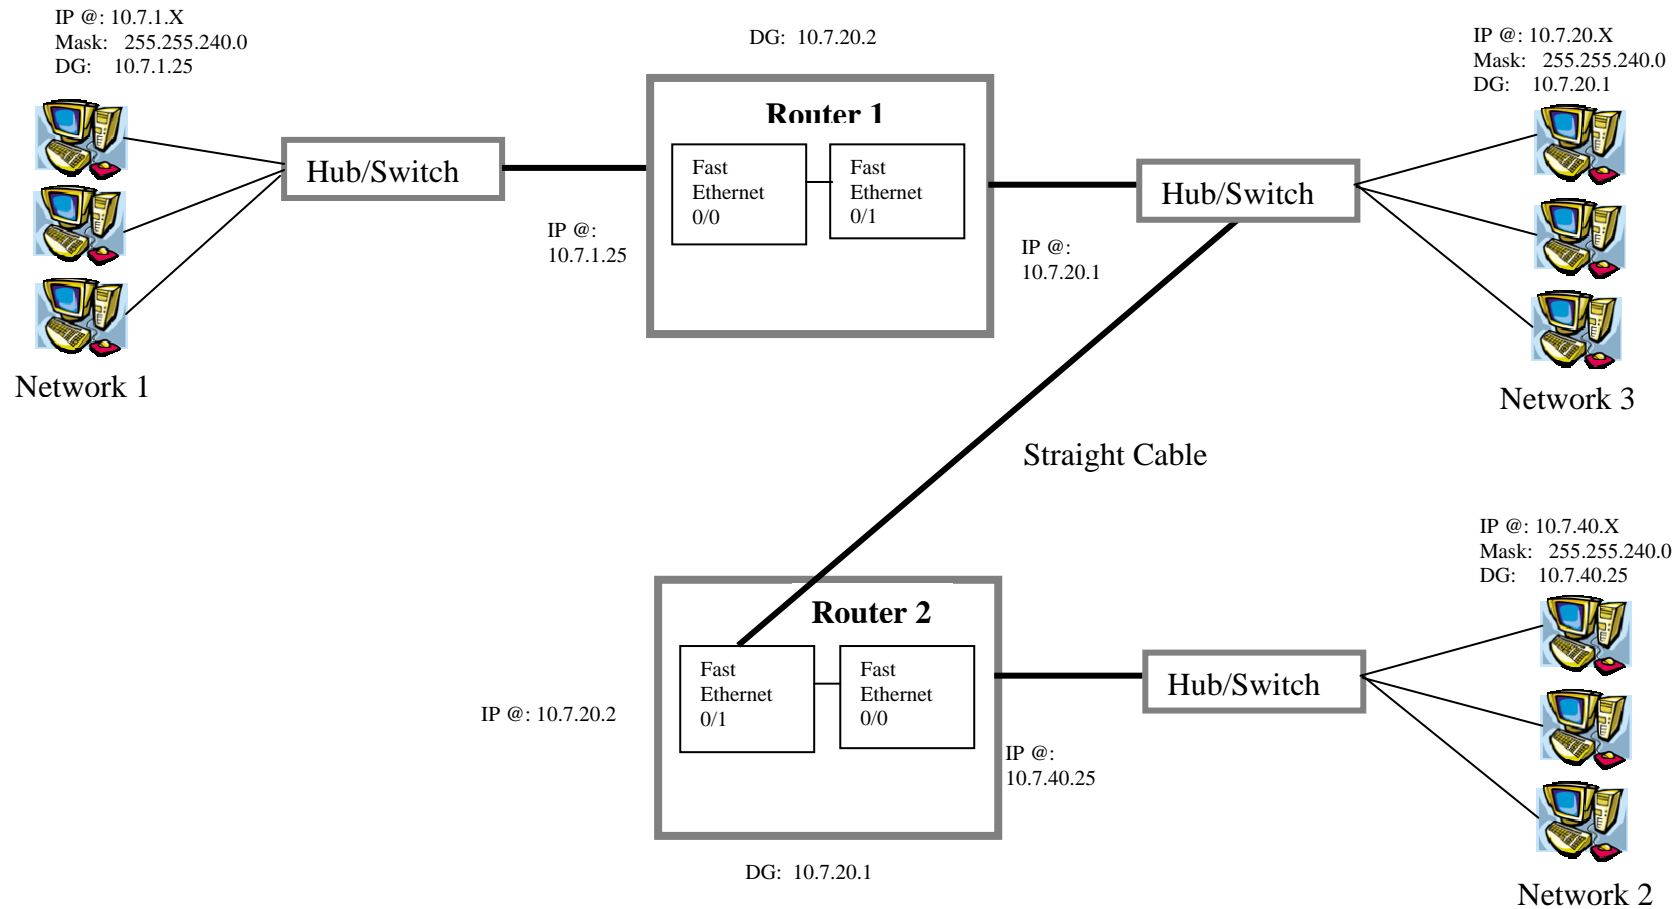 IP @: 10.7.1.X
Mask: 255.255.240.0
DG: 10.7.1.25
Network 1
Hub/Switch
IP @:
10.7.1.25
DG: 10.7.20.2
Router 1
Fast
Ethernet
0/0
Fast
Ethernet
0/1
IP @:
10.7.20.1
Hub/Switch
IP @: 10.7.20.X
Mask: 255.255.240.0
DG: 10.7.20.1
Network 3
Straight Cable
IP @: 10.7.20.2
Router 2
Fast
Ethernet
0/1
Fast
Ethernet
0/0
IP @:
10.7.40.25
DG: 10.7.20.1
Hub/Switch
IP @: 10.7.40.X
Mask: 255.255.240.0
DG: 10.7.40.25
Network 2